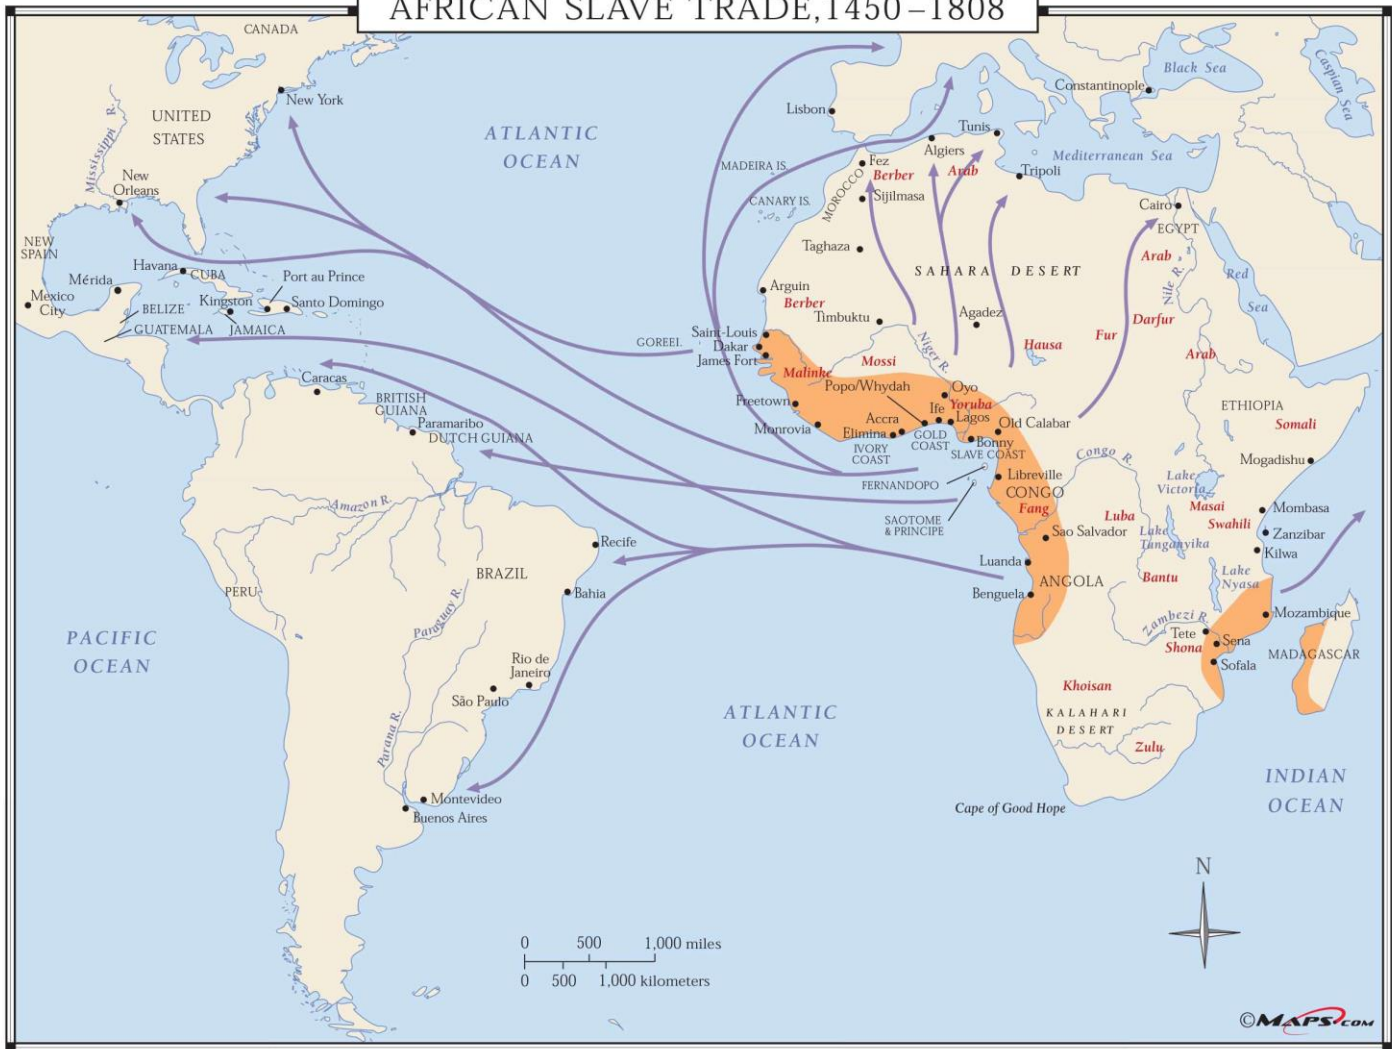 AFRICAN SLAVE TRADE, 1450–1808
CANADA
UNITED
STATES
Mississippi R.
New York
New
Orleans
ATLANTIC
OCEAN
NEW
SPAIN
Mérida
Mexico
City
Havana
CUBA
Port au Prince
Kingston
Santo Domingo
BELIZE
GUATEMALA
JAMAICA
Caracas
BRITISH
GUIANA
Paramaribo
DUTCH GUIANA
Amazon R.
Recife
BRAZIL
Bahia
PERU
Paraguay R.
PACIFIC
OCEAN
Rio de
Janeiro
São Paulo
Parana R.
Montevideo
Buenos Aires
ATLANTIC
OCEAN
Lisbon
Constantinople
Black Sea
Caspian Sea
Tunis
Algiers
Mediterranean Sea
MADEIRA IS.
Fez
Berber
Arab
Tripoli
MOROCCO
CANARY IS.
Sijilmasa
Cairo
EGYPT
Taghaza
SAHARA DESERT
Arab
Nile R.
Red
Sea
Arguin
Berber
Timbuktu
Agadez
Darfur
Fur
Hausa
Arab
GOREEL
Saint-Louis
Dakar
James Fort
Niger R.
Mossi
Malinke
Popo/Whydah
Oyo
Yoruba
Ife
Lagos
Freetown
Accra
Monrovia
Elimina
Old Calabar
GOLD
COAST
Bonny
IVORY
COAST
SLAVE COAST
ETHIOPIA
Somali
Congo R.
Mogadishu
FERNANDOPO
Libreville
CONGO
Fang
Lake
Victoria
Masai
Mombasa
SAOTOME
& PRINCIPE
Luba
Swahili
Sao Salvador
Lake
Tanganyika
Zanzibar
Kilwa
Luanda
ANGOLA
Bantu
Lake
Nyasa
Benguela
Zambezi R.
Mozambique
Tete
Sena
Shona
MADAGASCAR
Sofala
Khoisan
KALAHARI
DESERT
Zulu
INDIAN
OCEAN
Cape of Good Hope
N
0 500 1,000 miles
0 500 1,000 kilometers
©MAPS.COM